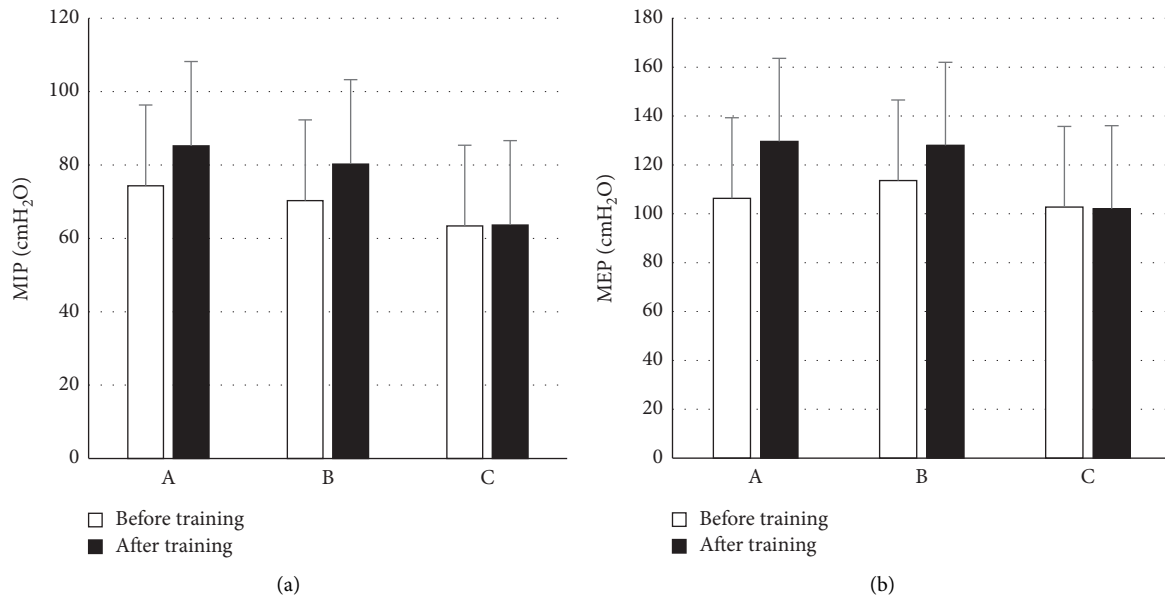 120
100
80
60
40
20
0
MIP (cmH₂O)
A B C
Before training
After training
(a)
180
160
140
120
100
80
60
40
20
0
MEP (cmH₂O)
A B C
Before training
After training
(b)